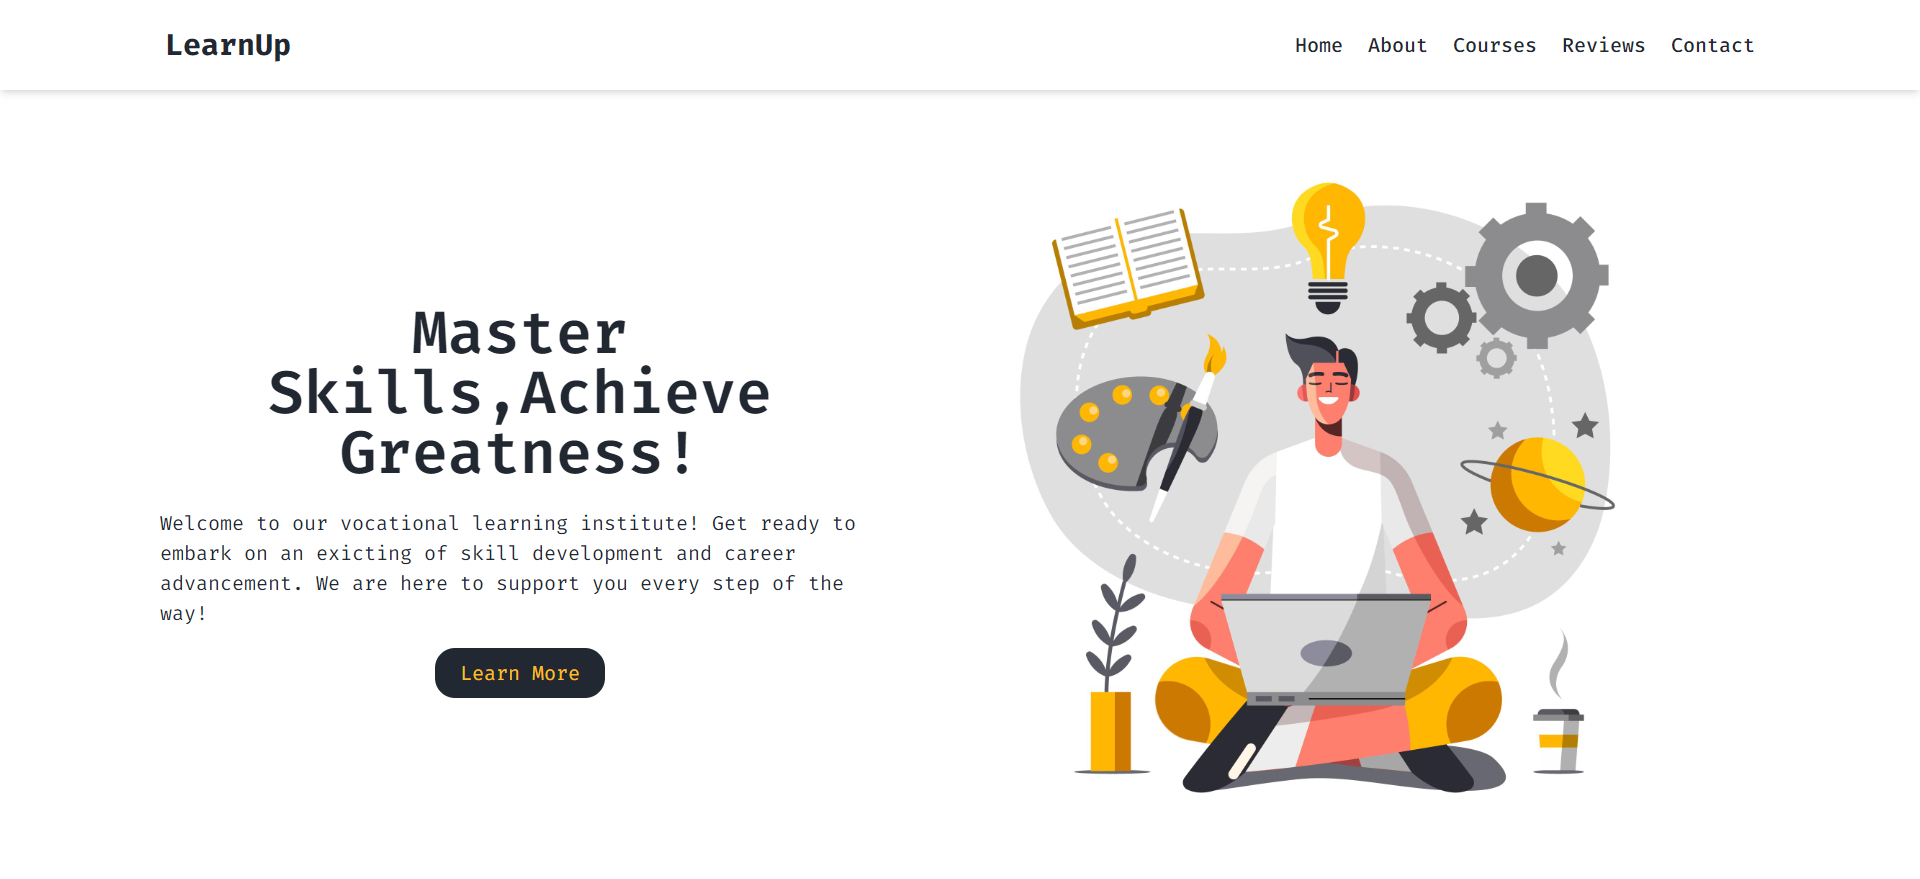 LearnUp
Home About Courses Reviews Contact
Master
Skills,Achieve
Greatness!
Welcome to our vocational learning institute! Get ready to
embark on an exicting of skill development and career
advancement. We are here to support you every step of the
way!
Learn More